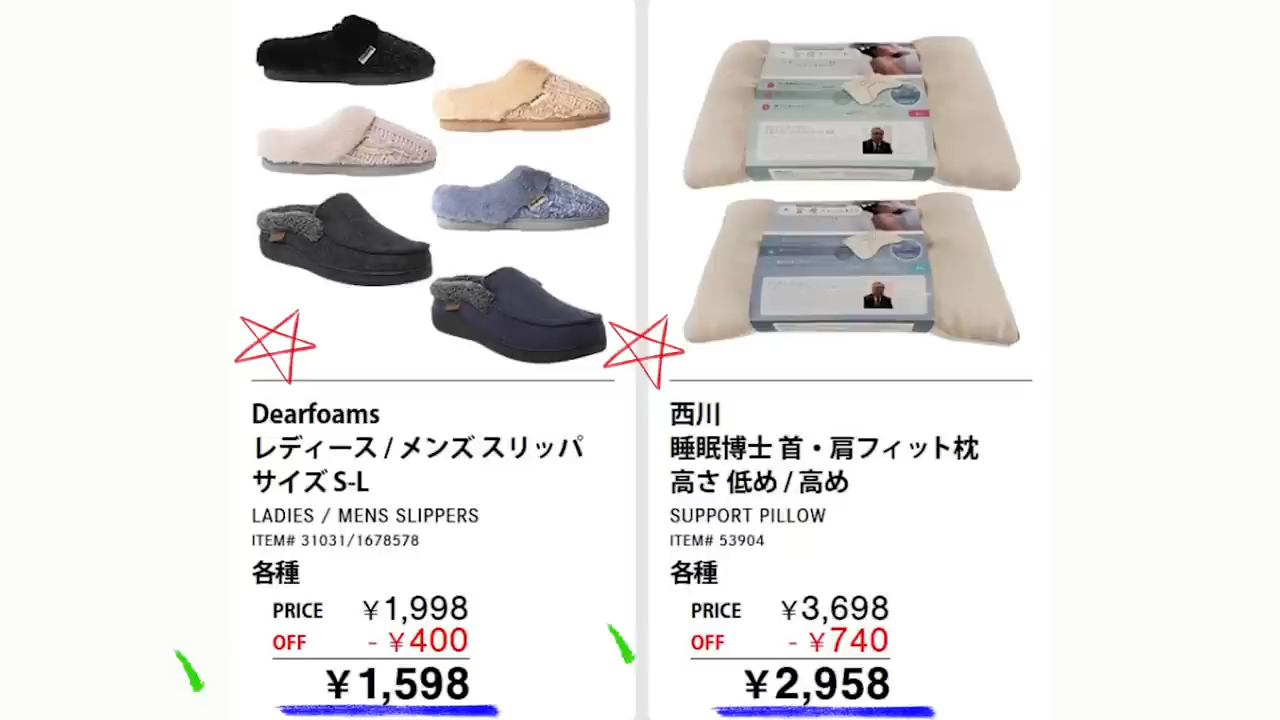 Dearfoams
レディース / メンズ スリッパ
サイズ S-L
LADIES / MENS SLIPPERS
ITEM# 31031/1678578
各種
PRICE ¥1,998
OFF - ¥400
¥1,598
西川
睡眠博士 首・肩フィット枕
高さ 低め / 高め
SUPPORT PILLOW
ITEM# 53904
各種
PRICE ¥3,698
OFF - ¥740
¥2,958